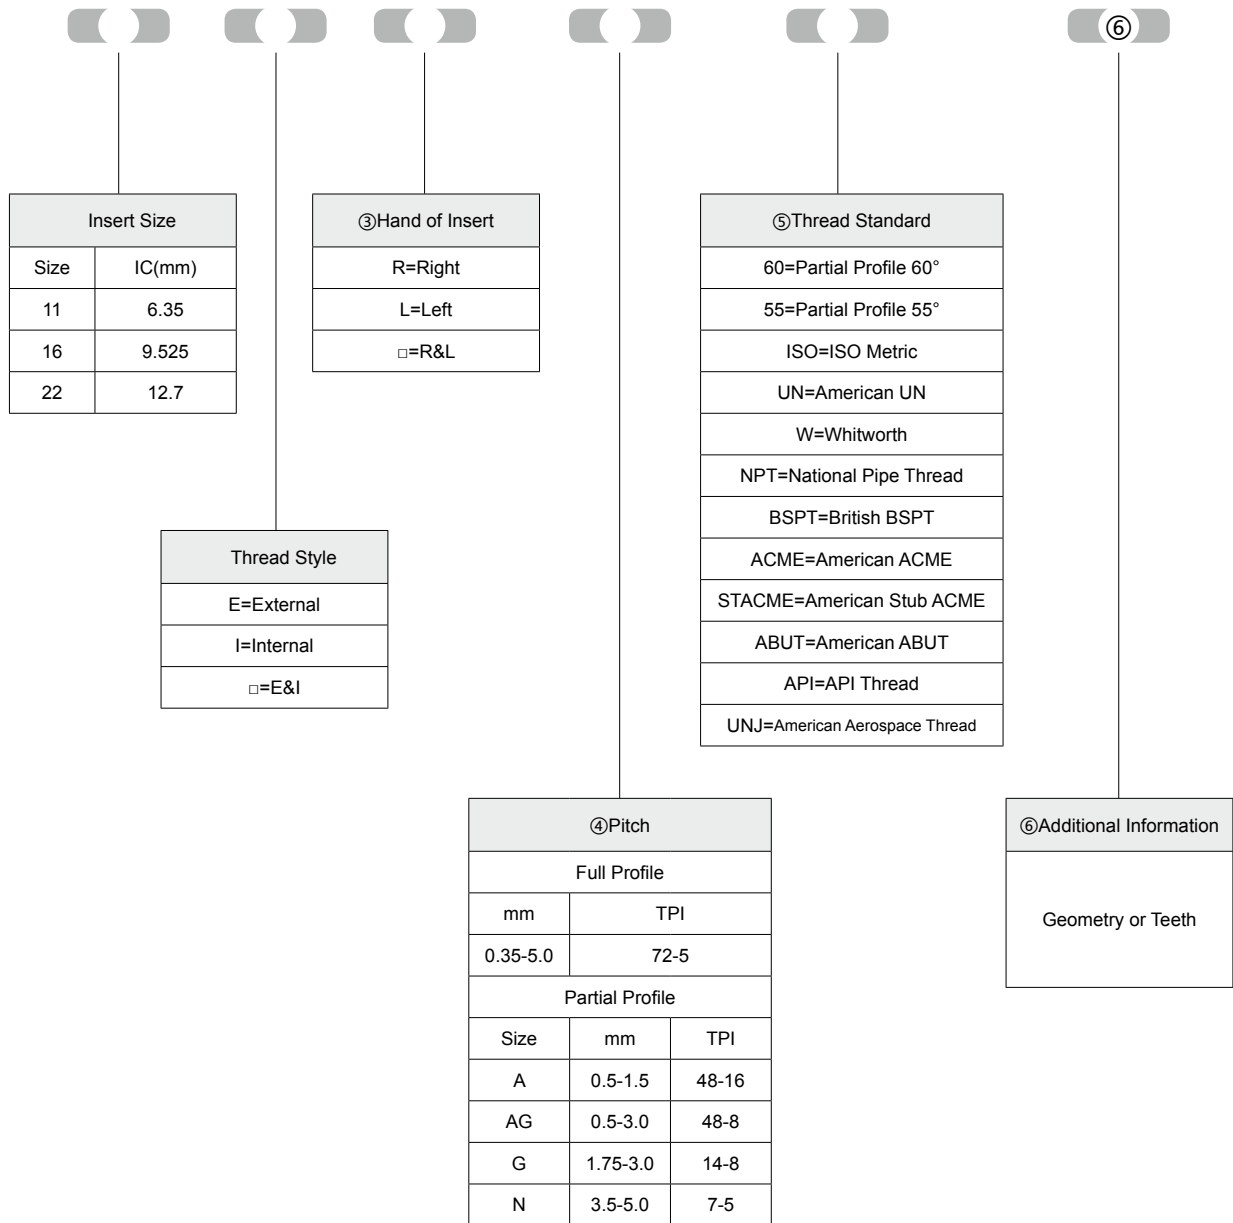 ⑥
Insert Size
Size IC(mm)
11 6.35
16 9.525
22 12.7
③Hand of Insert
R=Right
L=Left
□=R&L
⑤Thread Standard
60=Partial Profile 60°
55=Partial Profile 55°
ISO=ISO Metric
UN=American UN
W=Whitworth
NPT=National Pipe Thread
BSPT=British BSPT
ACME=American ACME
STACME=American Stub ACME
ABUT=American ABUT
API=API Thread
UNJ=American Aerospace Thread
Thread Style
E=External
I=Internal
□=E&I
④Pitch
Full Profile
mm TPI
0.35-5.0 72-5
Partial Profile
Size mm TPI
A 0.5-1.5 48-16
AG 0.5-3.0 48-8
G 1.75-3.0 14-8
N 3.5-5.0 7-5
⑥Additional Information
Geometry or Teeth